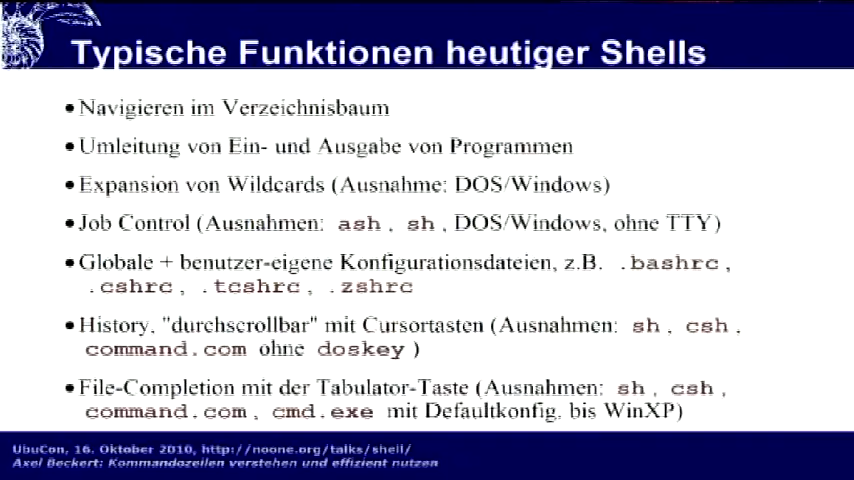 Typische Funktionen heutiger Shells
•Navigieren im Verzeichnisbaum
•Umleitung von Ein- und Ausgabe von Programmen
•Expansion von Wildcards (Ausnahme: DOS/Windows)
•Job Control (Ausnahmen: ash, sh, DOS/Windows, ohne TTY)
•Globale + benutzer-eigene Konfigurationsdateien, z.B. .bashrc,
.cshrc, .tcshrc, .zshrc
•History, "durchscrollbar" mit Cursortasten (Ausnahmen: sh, csh,
command.com ohne doskey)
•File-Completion mit der Tabulator-Taste (Ausnahmen: sh, csh,
command.com, cmd.exe mit Defaultkonfig. bis WinXP)
UbuCon, 16. Oktober 2010, http://noone.org/talks/shell/
Axel Beckert: Kommandozeilen verstehen und effizient nutzen